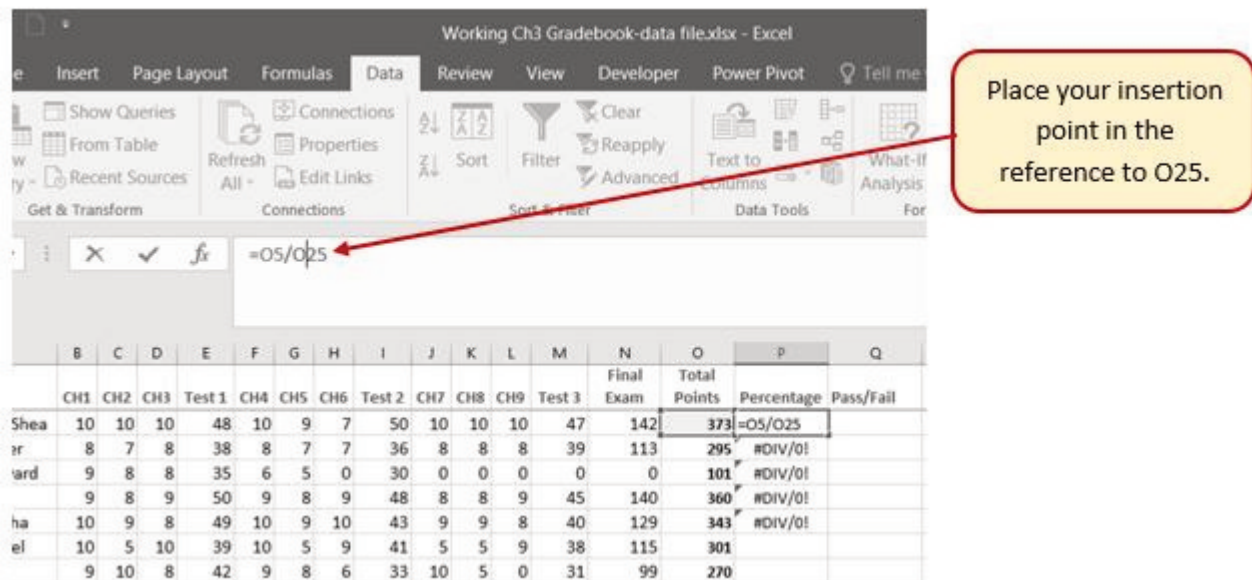 Working Ch3 Gradebook-data file.xlsx - Excel
e Insert Page Layout Formulas Data Review View Developer Power Pivot Tell me
Show Queries
From Table
Recent Sources
Get & Transform
Refresh
All
Connections
Properties
Edit Links
Connections
Sort
Filter
Clear
Reapply
Advanced
Sort & Filter
Text to
Columns
Data Tools
What-If
Analysis
For
Place your insertion
point in the
reference to O25.
fx =O5/O25
B C D E F G H I J K L M N O P Q
Final Total
CH1 CH2 CH3 Test 1 CH4 CH5 CH6 Test 2 CH7 CH8 CH9 Test 3 Exam Points Percentage Pass/Fail
Shea 10 10 10 48 10 9 7 50 10 10 10 47 142 373 =O5/O25
er 8 7 8 38 8 7 7 36 8 8 8 39 113 295 #DIV/0!
ard 9 8 8 35 6 5 0 30 0 0 0 0 0 101 #DIV/0!
9 8 9 50 9 8 9 48 8 8 9 45 140 360 #DIV/0!
ha 10 9 8 49 10 9 10 43 9 9 8 40 129 343 #DIV/0!
el 10 5 10 39 10 5 9 41 5 5 9 38 115 301
9 10 8 42 9 8 6 33 10 5 0 31 99 270